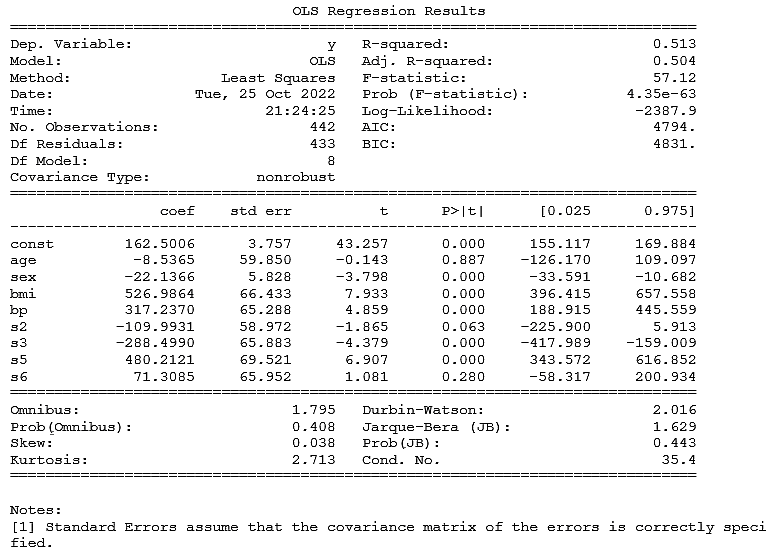 OLS Regression Results
Dep. Variable: y R-squared: 0.513
Model: OLS Adj. R-squared: 0.504
Method: Least Squares F-statistic: 57.12
Date: Tue, 25 Oct 2022 Prob (F-statistic): 4.35e-63
Time: 21:24:25 Log-Likelihood: -2387.9
No. Observations: 442 AIC: 4794.
Df Residuals: 433 BIC: 4831.
Df Model: 8
Covariance Type: nonrobust
coef std err t P>|t| [0.025 0.975]
const 162.5006 3.757 43.257 0.000 155.117 169.884
age -8.5365 59.850 -0.143 0.887 -126.170 109.097
sex -22.1366 5.828 -3.798 0.000 -33.591 -10.682
bmi 526.9864 66.433 7.933 0.000 396.415 657.558
bp 317.2370 65.288 4.859 0.000 188.915 445.559
s2 -109.9931 58.972 -1.865 0.063 -225.900 5.913
s3 -288.4990 65.883 -4.379 0.000 -417.989 -159.009
s5 480.2121 69.521 6.907 0.000 343.572 616.852
s6 71.3085 65.952 1.081 0.280 -58.317 200.934
Omnibus: 1.795 Durbin-Watson: 2.016
Prob(Omnibus): 0.408 Jarque-Bera (JB): 1.629
Skew: 0.038 Prob(JB): 0.443
Kurtosis: 2.713 Cond. No. 35.4
Notes:
[1] Standard Errors assume that the covariance matrix of the errors is correctly speci
fied.